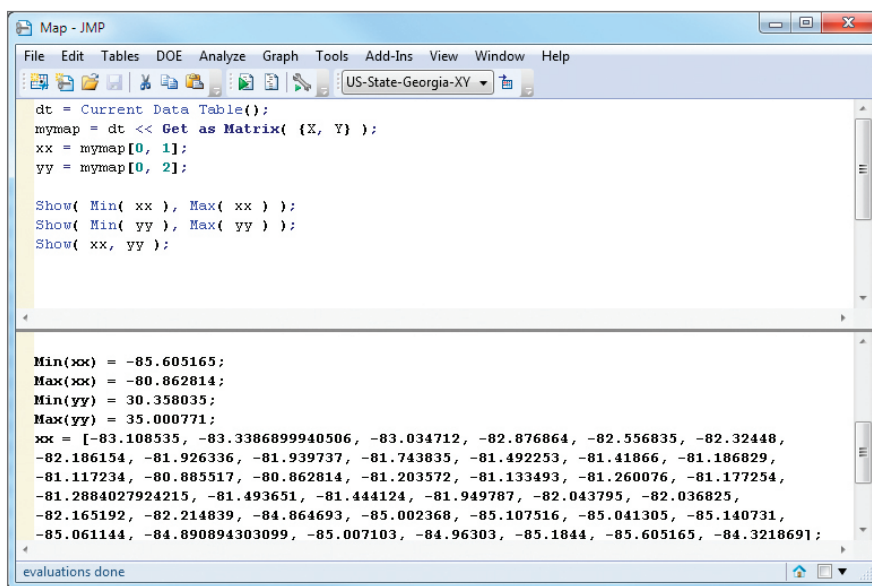 Map - JMP
File Edit Tables DOE Analyze Graph Tools Add-Ins View Window Help
US-State-Georgia-XY
dt = Current Data Table();
mymap = dt << Get as Matrix( {X, Y} );
xx = mymap[0, 1];
yy = mymap[0, 2];
Show( Min( xx ), Max( xx ) );
Show( Min( yy ), Max( yy ) );
Show( xx, yy );
Min(xx) = -85.605165;
Max(xx) = -80.862814;
Min(yy) = 30.358035;
Max(yy) = 35.000771;
xx = [-83.108535, -83.3386899940506, -83.034712, -82.876864, -82.556835, -82.32448,
-82.186154, -81.926336, -81.939737, -81.743835, -81.492253, -81.41866, -81.186829,
-81.117234, -80.885517, -80.862814, -81.203572, -81.133493, -81.260076, -81.177254,
-81.2884027924215, -81.493651, -81.444124, -81.949787, -82.043795, -82.036825,
-82.165192, -82.214839, -84.864693, -85.002368, -85.107516, -85.041305, -85.140731,
-85.061144, -84.890894303099, -85.007103, -84.96303, -85.1844, -85.605165, -84.321869];
evaluations done